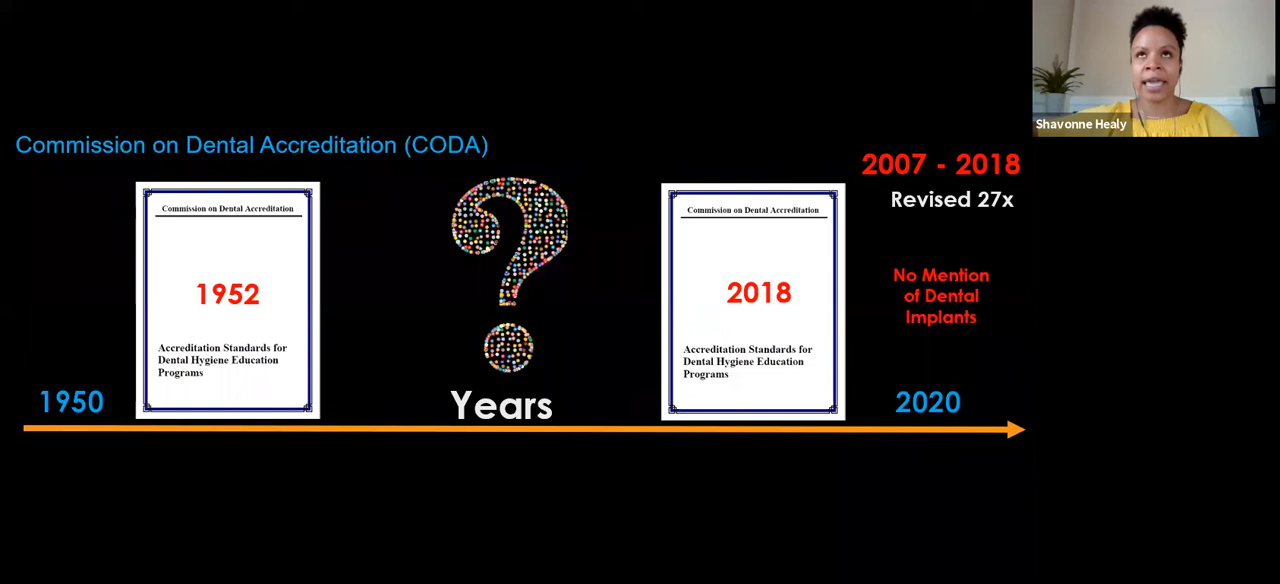 Shavonne Healy
Commission on Dental Accreditation (CODA)
2007 - 2018
Revised 27x
Commission on Dental Accreditation
1952
Accreditation Standards for
Dental Hygiene Education
Programs
Commission on Dental Accreditation
2018
Accreditation Standards for
Dental Hygiene Education
Programs
No Mention
of Dental
Implants
1950
Years
2020